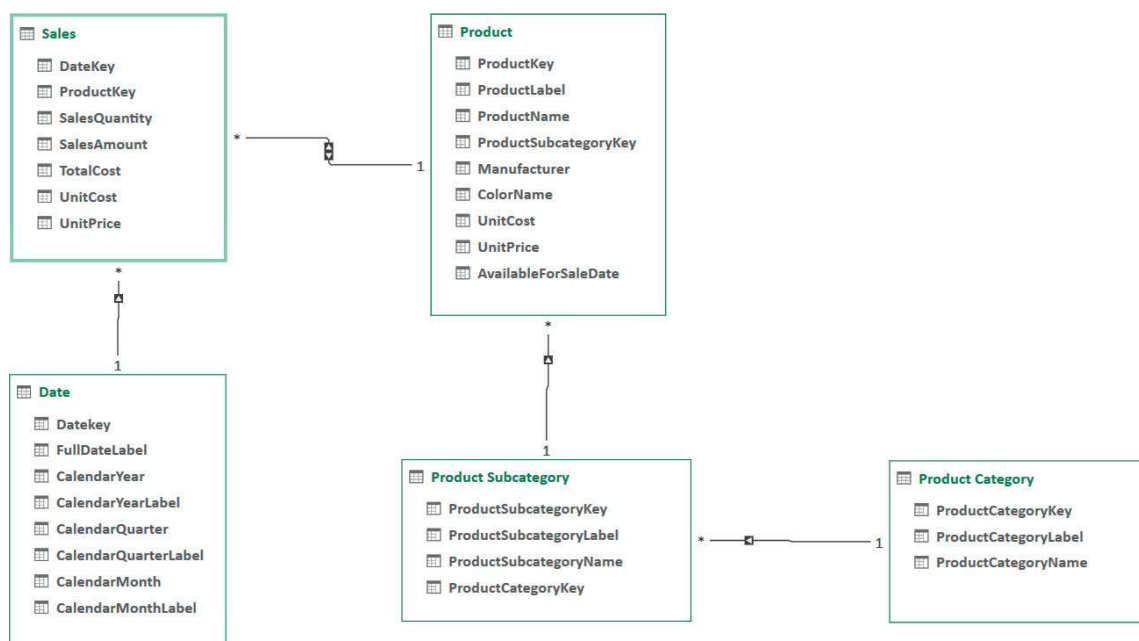 Sales
DateKey
ProductKey
SalesQuantity
SalesAmount
TotalCost
UnitCost
UnitPrice
*
1
Product
ProductKey
ProductLabel
ProductName
ProductSubcategoryKey
Manufacturer
ColorName
UnitCost
UnitPrice
AvailableForSaleDate
*
1
Date
Datekey
FullDateLabel
CalendarYear
CalendarYearLabel
CalendarQuarter
CalendarQuarterLabel
CalendarMonth
CalendarMonthLabel
*
1
Product Subcategory
ProductSubcategoryKey
ProductSubcategoryLabel
ProductSubcategoryName
ProductCategoryKey
*
1
Product Category
ProductCategoryKey
ProductCategoryLabel
ProductCategoryName